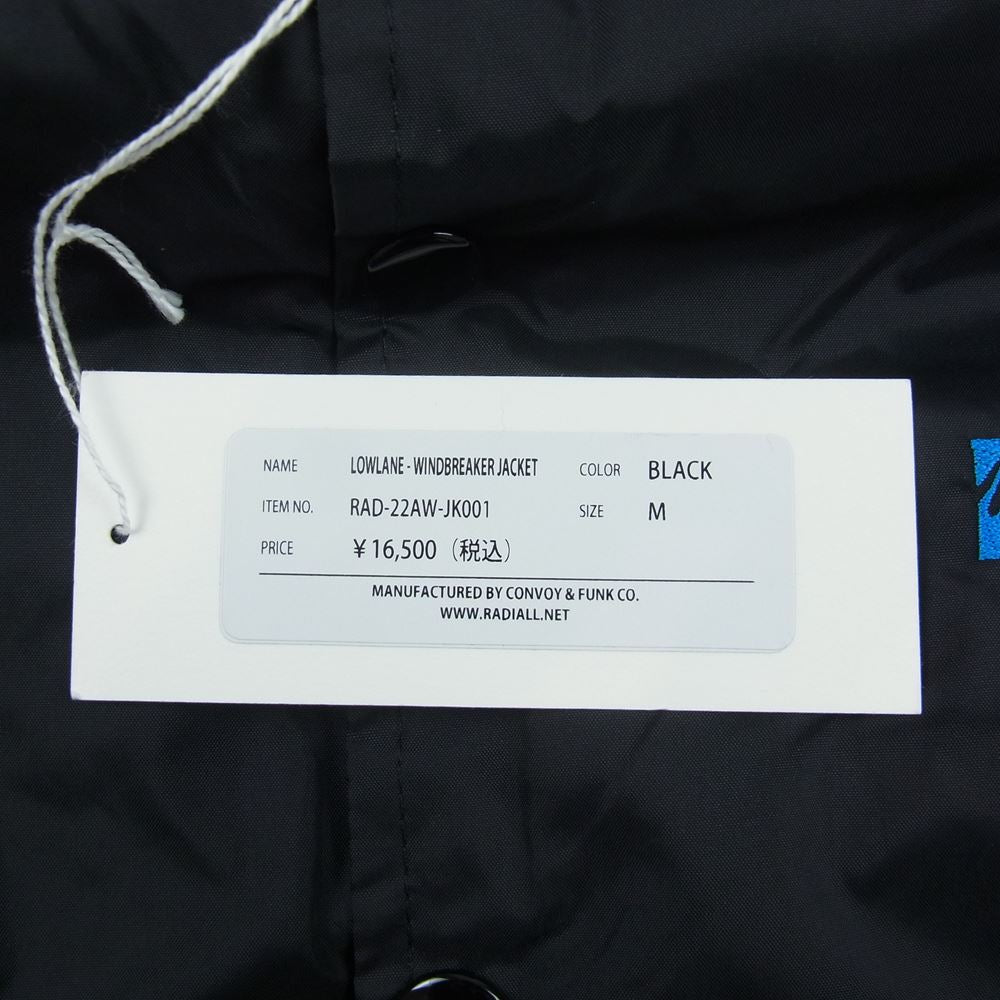 NAME LOWLANE - WINDBREAKER JACKET COLOR BLACK
ITEM NO. RAD-22AW-JK001 SIZE M
PRICE ¥16,500（税込）
MANUFACTURED BY CONVOY & FUNK CO.
WWW.RADIALL.NET